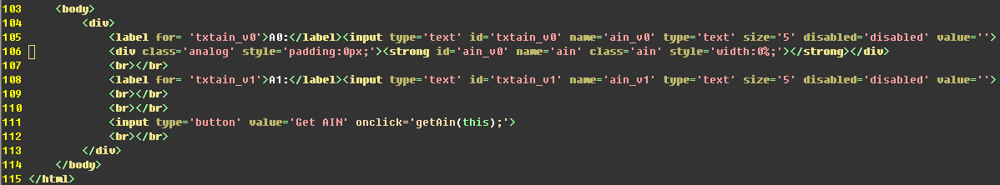 103     <body>
104         <div>
105             <label for= 'txtain_v0'>A0:</label><input type='text' id='txtain_v0' name='ain_v0' type='text' size='5' disabled='disabled' value=''>
106             <div class='analog' style='padding:0px;'><strong id='ain_v0' name='ain' class='ain' style='width:0%;'></strong></div>
107             <br></br>
108             <label for= 'txtain_v1'>A1:</label><input type='text' id='txtain_v1' name='ain_v1' type='text' size='5' disabled='disabled' value=''>
109             <br></br>
110             <br></br>
111             <input type='button' value='Get AIN' onclick='getAin(this);'>
112             <br></br>
113         </div>
114     </body>
115 </html>